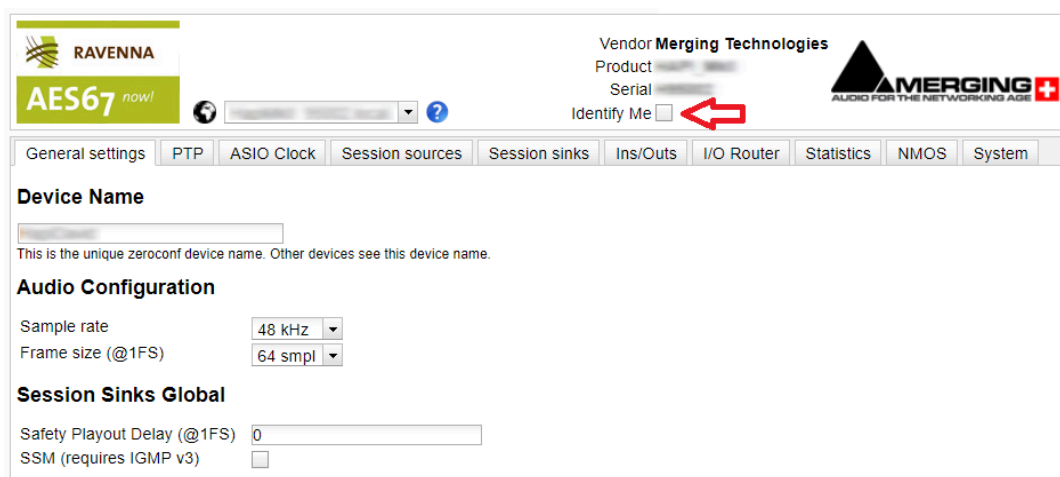 RAVENNA
AES67 now!
Vendor Merging Technologies
Product
Serial
Identify Me
MERGING
AUDIO FOR THE NETWORKING AGE
?
General settings PTP ASIO Clock Session sources Session sinks Ins/Outs I/O Router Statistics NMOS System
Device Name
This is the unique zeroconf device name. Other devices see this device name.
Audio Configuration
Sample rate 48 kHz
Frame size (@1FS) 64 smpl
Session Sinks Global
Safety Playout Delay (@1FS) 0
SSM (requires IGMP v3)